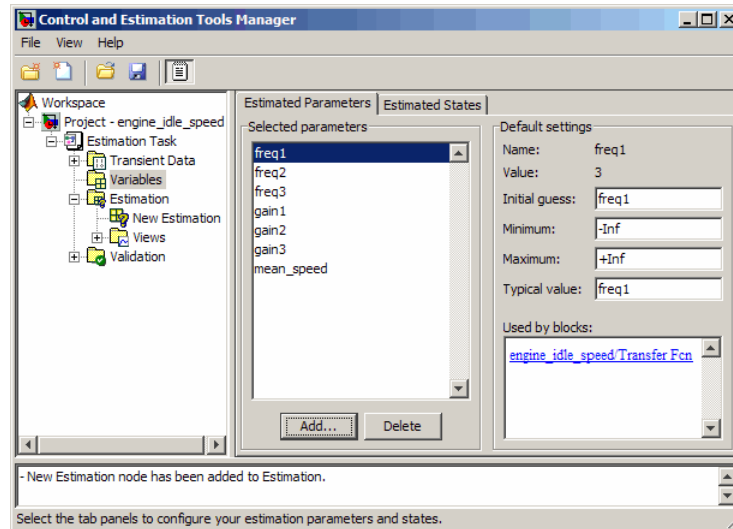 Control and Estimation Tools Manager
File View Help
Workspace
Project - engine_idle_speed
Estimation Task
Transient Data
Variables
Estimation
New Estimation
Views
Validation
Estimated Parameters Estimated States
Selected parameters
freq1
freq2
freq3
gain1
gain2
gain3
mean_speed
Add... Delete
Default settings
Name: freq1
Value: 3
Initial guess: freq1
Minimum: -Inf
Maximum: +Inf
Typical value: freq1
Used by blocks:
engine_idle_speed/Transfer Fcn
- New Estimation node has been added to Estimation.
Select the tab panels to configure your estimation parameters and states.